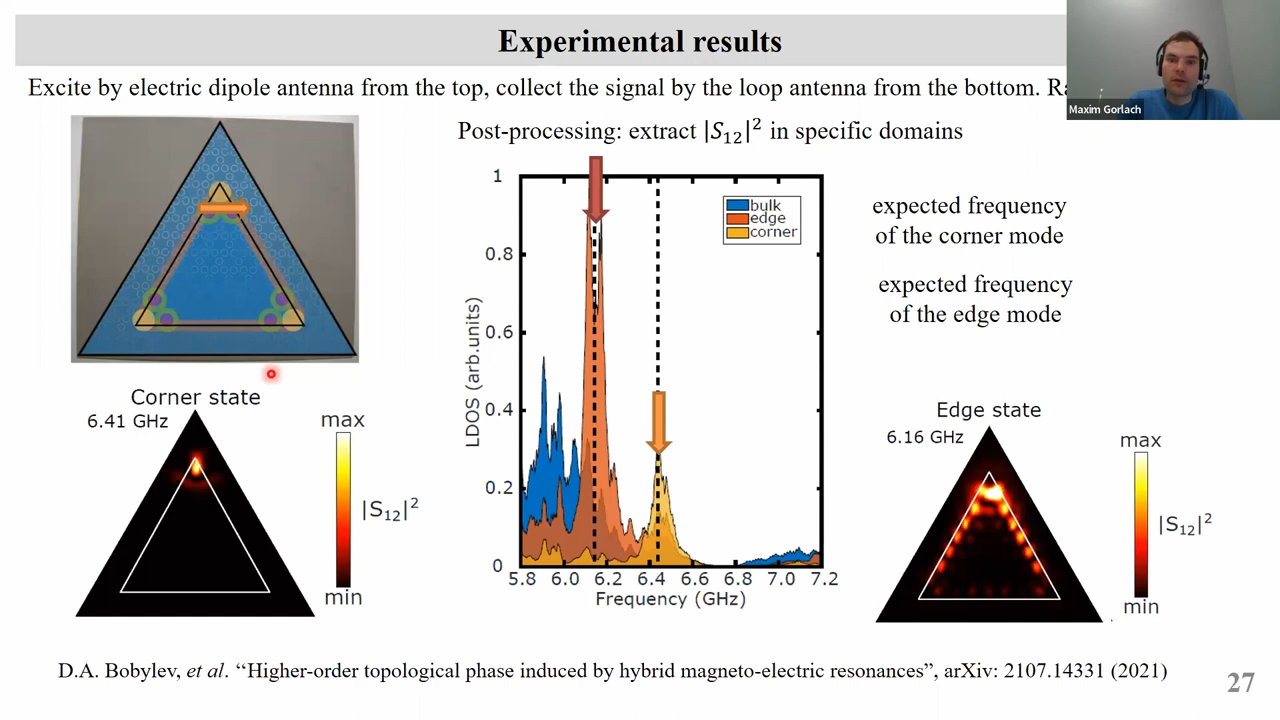 Experimental results
Excite by electric dipole antenna from the top, collect the signal by the loop antenna from the bottom.
Maxim Gorlach
Post-processing: extract |S₁₂|² in specific domains
1
0.8
0.6
0.4
0.2
0
LDOS (arb.units)
bulk
edge
corner
5.8 6.0 6.2 6.4 6.6 6.8 7.0 7.2
Frequency (GHz)
expected frequency
of the corner mode
expected frequency
of the edge mode
Corner state
6.41 GHz
max
|S₁₂|²
min
Edge state
6.16 GHz
max
|S₁₂|²
min
D.A. Bobylev, et al. “Higher-order topological phase induced by hybrid magneto-electric resonances”, arXiv: 2107.14331 (2021)
27